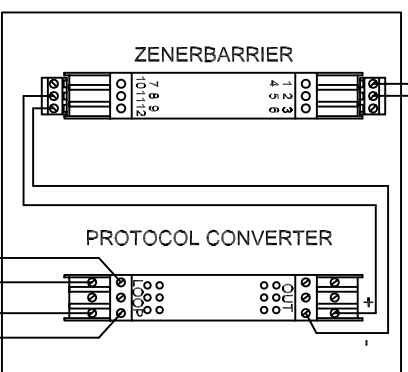 ZENERBARRIER
7 10 1 4
8 11 2 5
9 12 3 6
PROTOCOL CONVERTER
LOOP OUT +
-